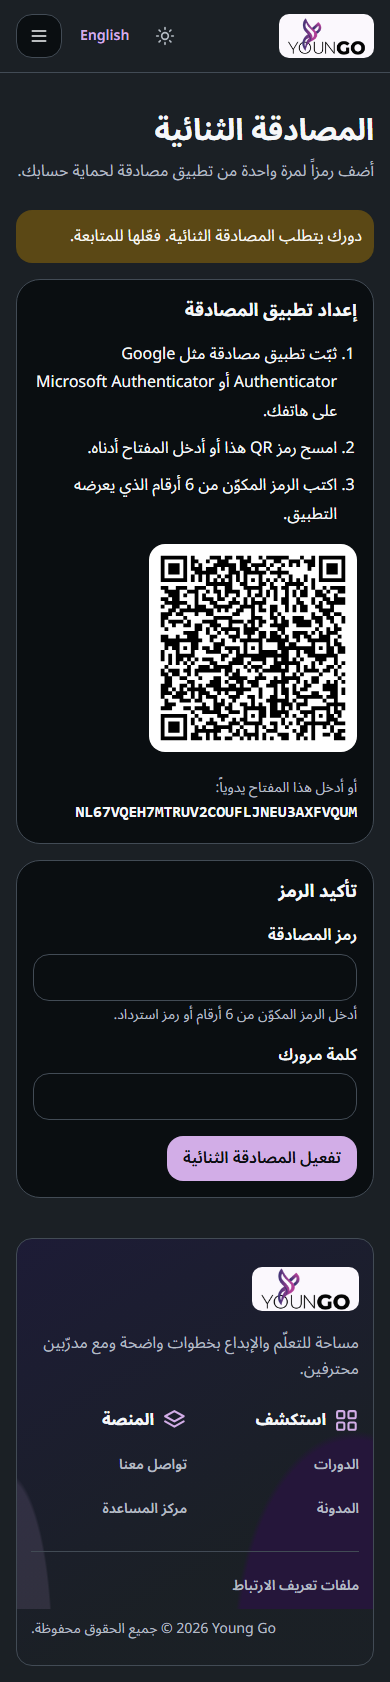 YOUNGO
English
المصادقة الثنائية
أضف رمزاً لمرة واحدة من تطبيق مصادقة لحماية حسابك.
دورك يتطلب المصادقة الثنائية. فعّلها للمتابعة.
إعداد تطبيق المصادقة
1. ثبّت تطبيق مصادقة مثل Google
Authenticator أو Microsoft Authenticator
على هاتفك.
2. امسح رمز QR هذا أو أدخل المفتاح أدناه.
3. اكتب الرمز المكوّن من 6 أرقام الذي يعرضه
التطبيق.
أو أدخل هذا المفتاح يدوياً:
NL67VQEH7MTRUV2COUFLJNEU3AXFVQUM
تأكيد الرمز
رمز المصادقة
أدخل الرمز المكوّن من 6 أرقام أو رمز استرداد.
كلمة مرورك
تفعيل المصادقة الثنائية
YOUNGO
مساحة للتعلّم والإبداع بخطوات واضحة ومع مدرّبين
محترفين.
استكشف
المنصة
الدورات
تواصل معنا
المدونة
مركز المساعدة
ملفات تعريف الارتباط
Young Go 2026 © جميع الحقوق محفوظة.